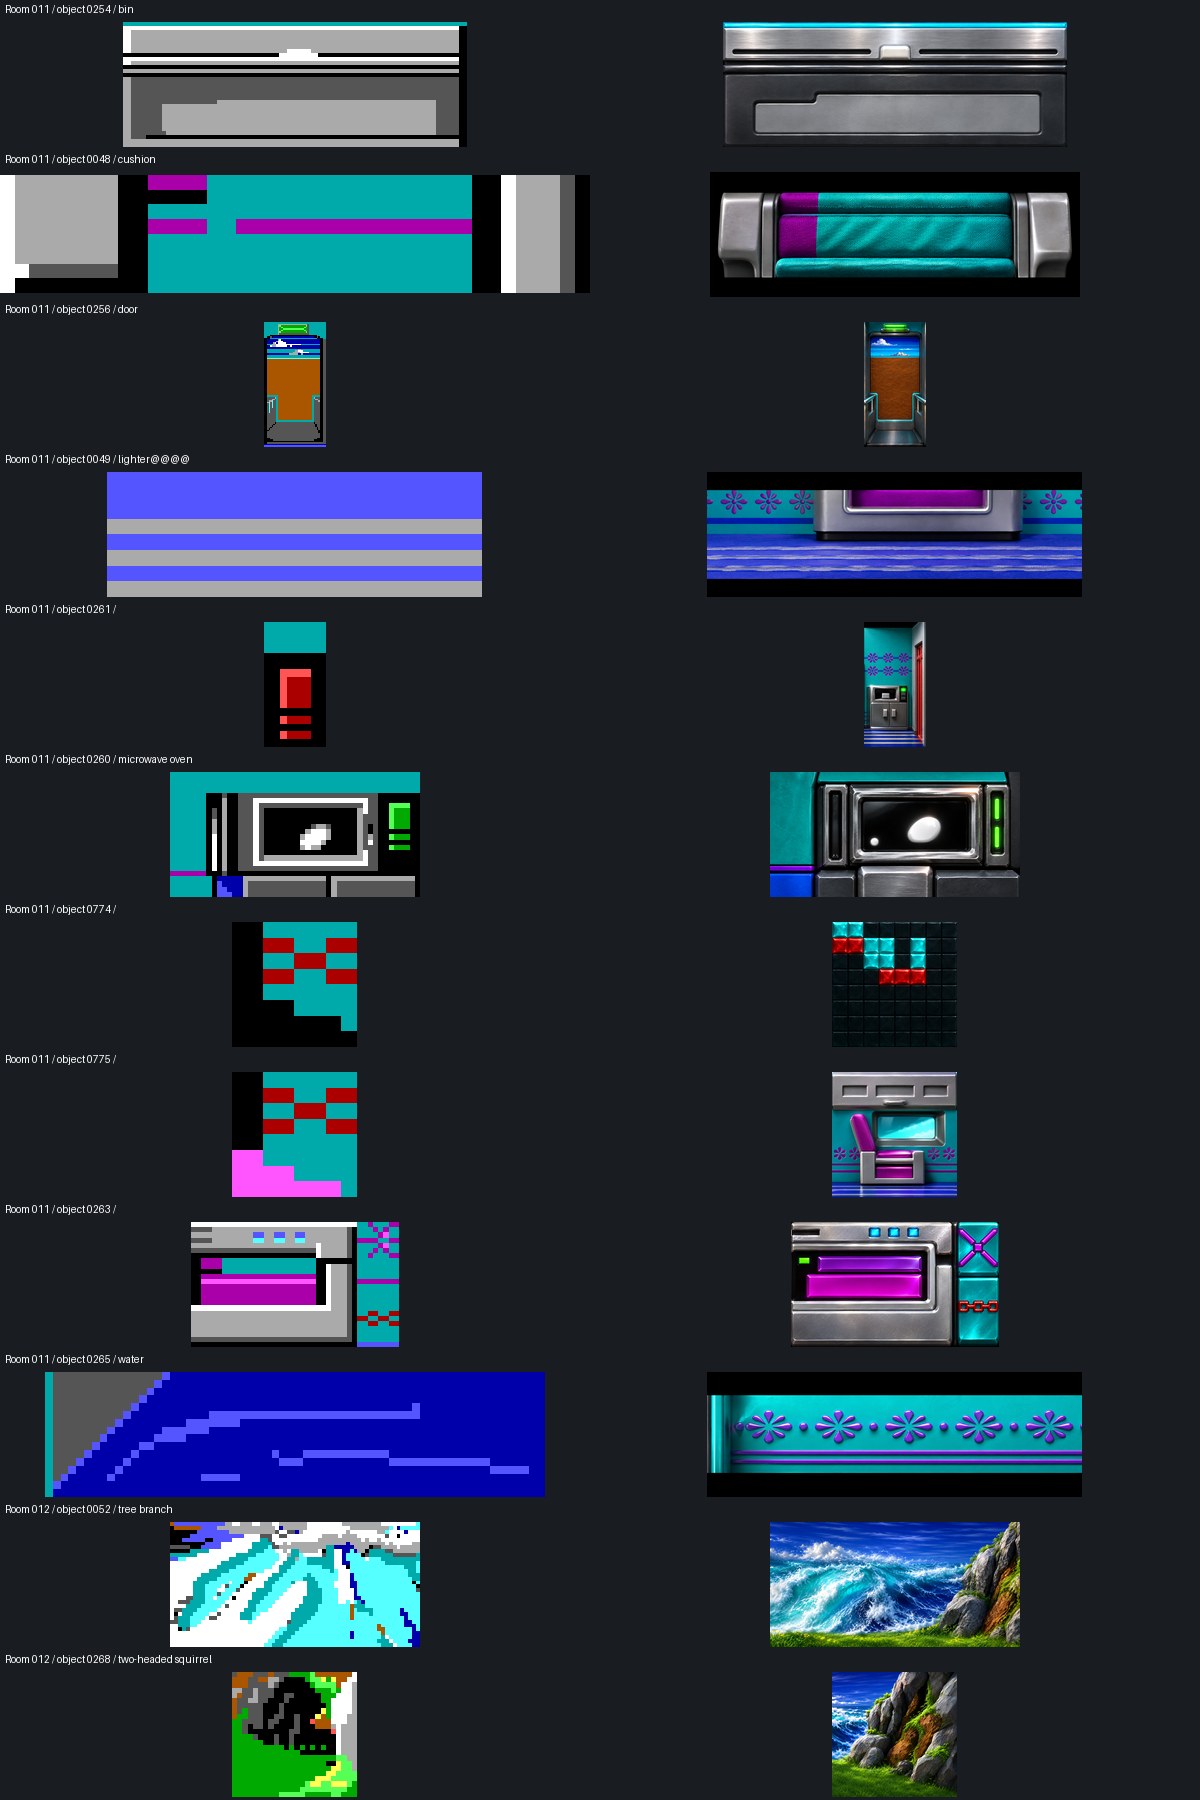 Room 011 / object 0254 / bin
Room 011 / object 0048 / cushion
Room 011 / object 0256 / door
Room 011 / object 0049 / lighter@@@@
Room 011 / object 0261 /
Room 011 / object 0260 / microwave oven
Room 011 / object 0774 /
Room 011 / object 0775 /
Room 011 / object 0263 /
Room 011 / object 0265 / water
Room 012 / object 0052 / tree branch
Room 012 / object 0268 / two-headed squirrel